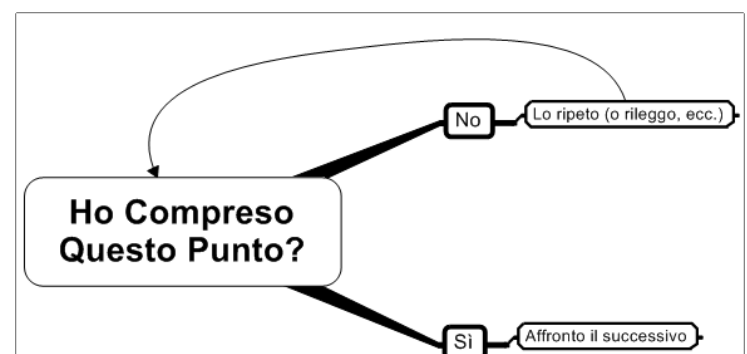 No
Lo ripeto (o rileggo, ecc.)
Ho Compreso
Questo Punto?
Sì
Affronto il successivo